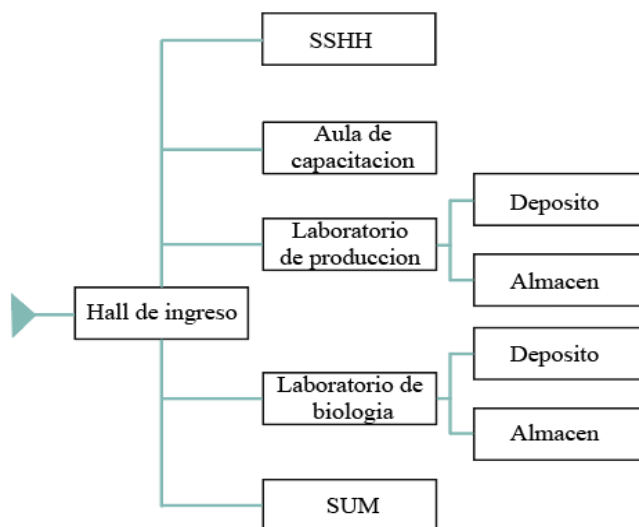 SSHH
Aula de
capacitacion
Laboratorio
de produccion
Deposito
Almacen
Hall de ingreso
Laboratorio de
biologia
Deposito
Almacen
SUM